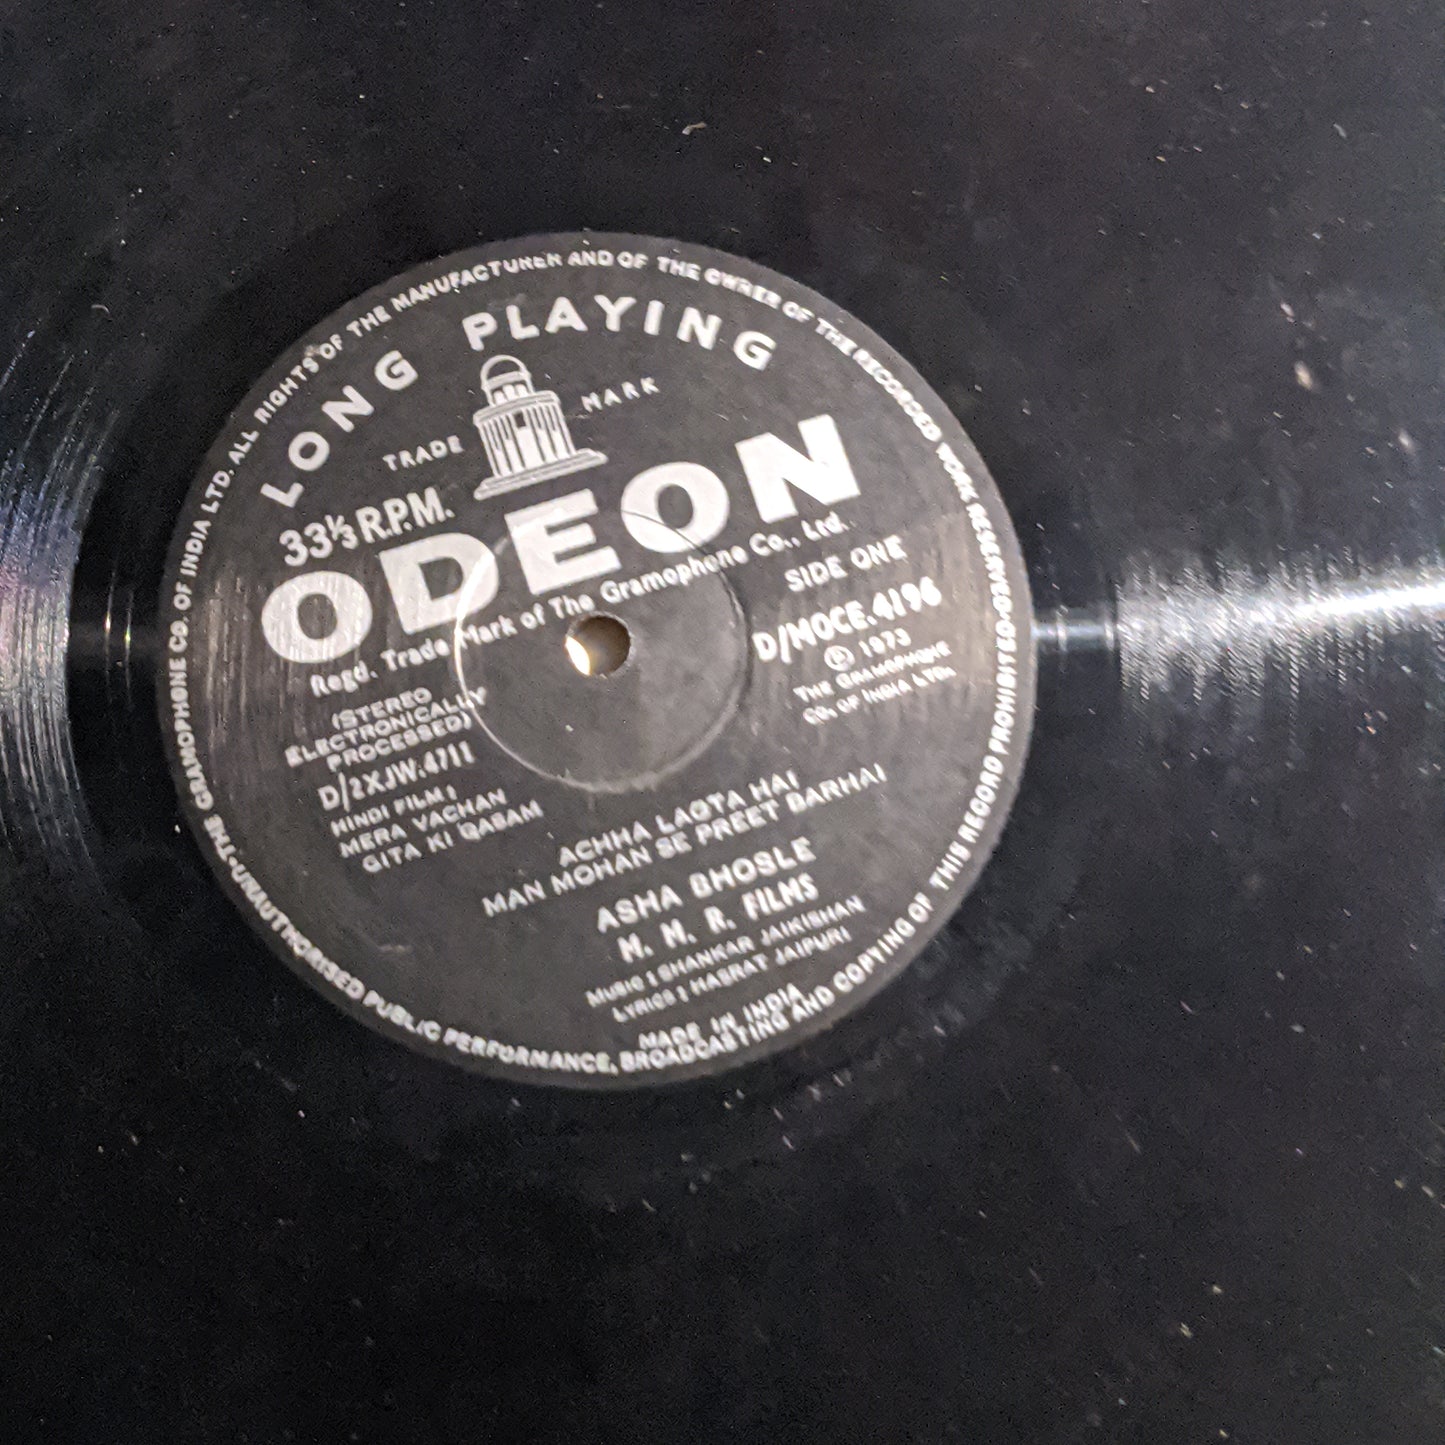 LONG PLAYING
TRADE MARK
33⅓ R.P.M.
ODEON
Regd. Trade Mark of The Gramophone Co., Ltd.
SIDE ONE
D/MOCE.4196
Ⓟ 1973
THE GRAMOPHONE
CO. OF INDIA LTD.
(STEREO
ELECTRONICALLY
PROCESSED)
D/2XJW.4711
HINDI FILM :
MERA VACHAN
GITA KI QASAM
ACHHA LAGTA HAI
MAN MOHAN SE PREET BARHAI
ASHA BHOSLE
N. N. R. FILMS
MUSIC : SHANKAR JAIKISHAN
LYRICS : HASRAT JAIPURI
MADE IN INDIA
THE GRAMOPHONE CO. OF INDIA LTD. ALL RIGHTS OF THE MANUFACTURER AND OF THE OWNER OF THE RECORDED WORK RESERVED·UNAUTHORISED PUBLIC PERFORMANCE, BROADCASTING AND COPYING OF THIS RECORD PROHIBITED·